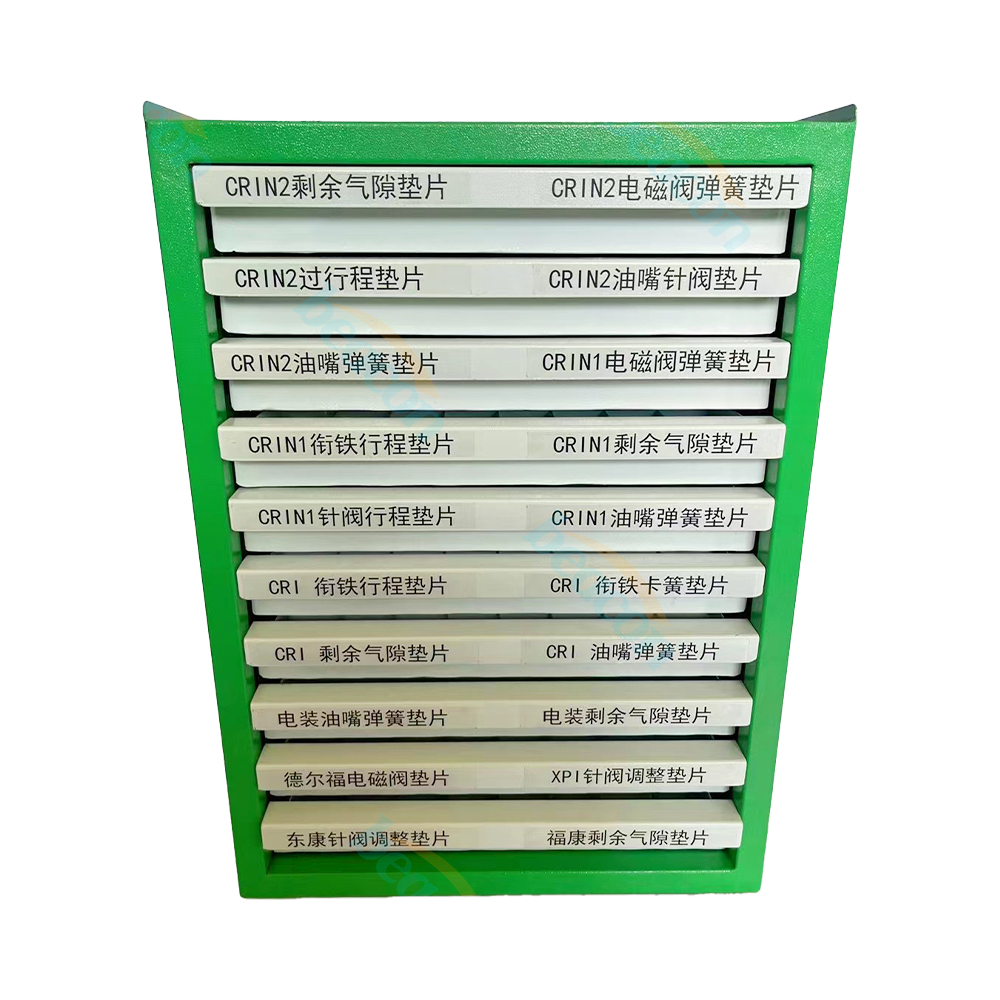 CRIN2剩余气隙垫片 CRIN2电磁阀弹簧垫片
CRIN2过行程垫片 CRIN2油嘴针阀垫片
CRIN2油嘴弹簧垫片 CRIN1电磁阀弹簧垫片
CRIN1衔铁行程垫片 CRIN1剩余气隙垫片
CRIN1针阀行程垫片 CRIN1油嘴弹簧垫片
CRI 衔铁行程垫片 CRI 衔铁卡簧垫片
CRI 剩余气隙垫片 CRI 油嘴弹簧垫片
电装油嘴弹簧垫片 电装剩余气隙垫片
德尔福电磁阀垫片 XPI针阀调整垫片
东康针阀调整垫片 福康剩余气隙垫片
beacon
beacon
beacon
beacon